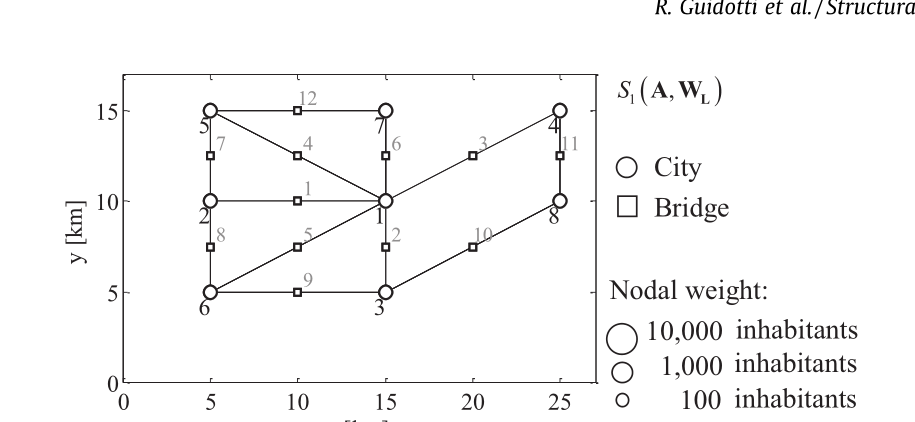 R. Guidotti et al./Structura
S₁(A, W_L)
15
10
5
0
y [km]
0 5 10 15 20 25
12
5 7 4
7 4 6 3 11
1
2 1 8
8 5 2 10
9
6 3
City
Bridge
Nodal weight:
10,000 inhabitants
1,000 inhabitants
100 inhabitants